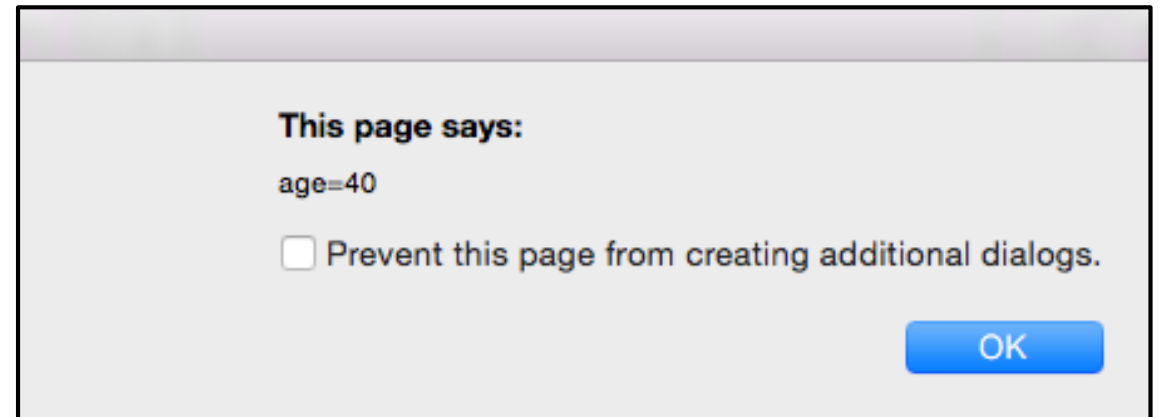 This page says:
age=40
Prevent this page from creating additional dialogs.
OK